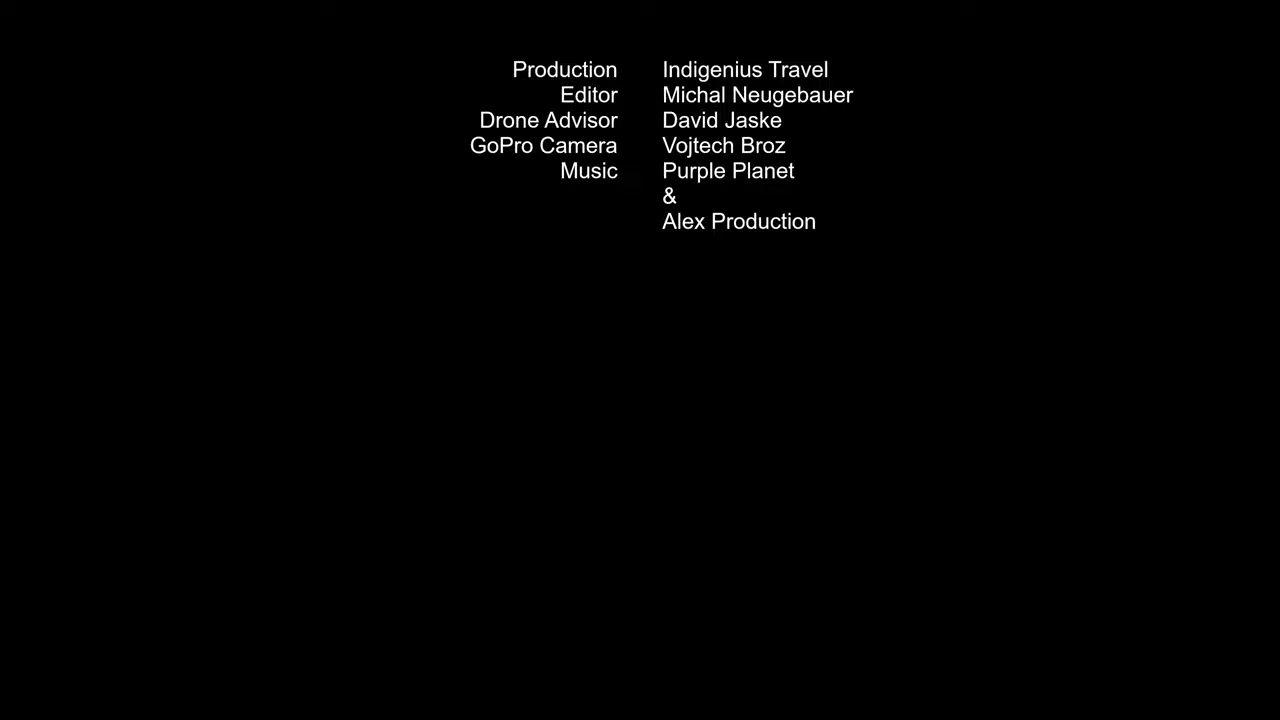 Production Indigenius Travel
Editor Michal Neugebauer
Drone Advisor David Jaske
GoPro Camera Vojtech Broz
Music Purple Planet
&
Alex Production